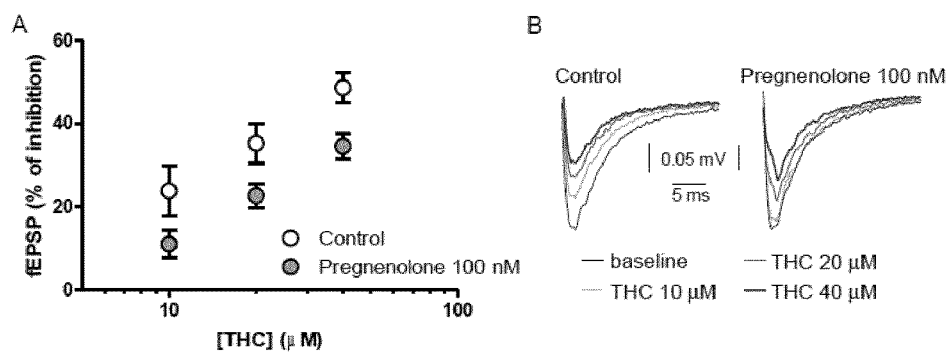 A
fEPSP (% of inhibition)
60
40
20
0
10
100
[THC] (μM)
Control
Pregnenolone 100 nM
B
Control
Pregnenolone 100 nM
0.05 mV
5 ms
baseline
THC 10 μM
THC 20 μM
THC 40 μM